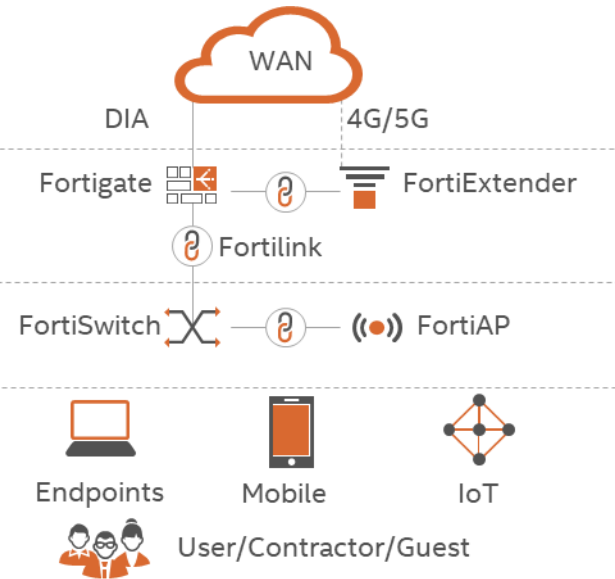 WAN
DIA
4G/5G
Fortigate
FortiExtender
Fortilink
FortiSwitch
FortiAP
Endpoints
Mobile
IoT
User/Contractor/Guest